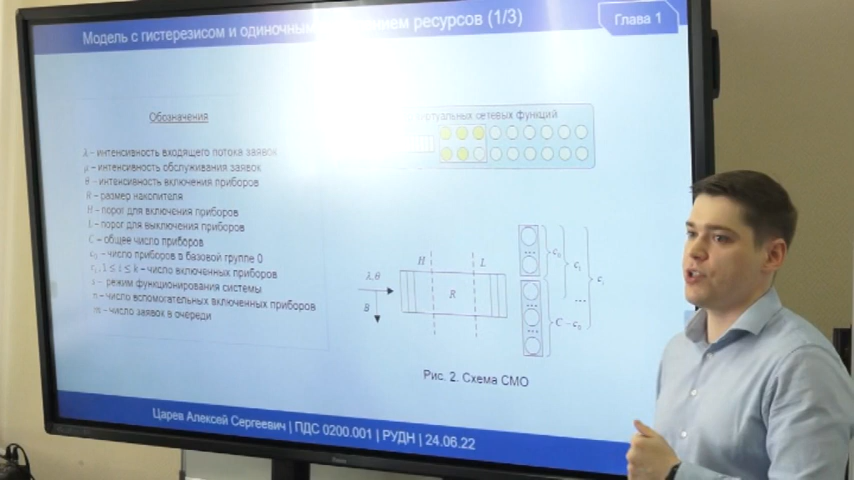 Модель с гистерезисом и одиночным ресурсов (1/3)
Глава 1
Обозначения
λ – интенсивность входящего потока заявок
μ – интенсивность обслуживания заявок
θ – интенсивность включения приборов
R – размер накопителя
H – порог для включения приборов
L – порог для выключения приборов
C – общее число приборов
c₀ – число приборов в базовой группе 0
cᵢ, 1 ≤ i ≤ k – число включенных приборов
s – режим функционирования системы
n – число вспомогательных включенных приборов
m – число заявок в очереди
сетевых функций
H L
λ,θ
B
R
...
c₀
c₁
...
C – c₀
Рис. 2. Схема СМО
Царев Алексей Сергеевич | ПДС 0200.001 | РУДН | 24.06.22